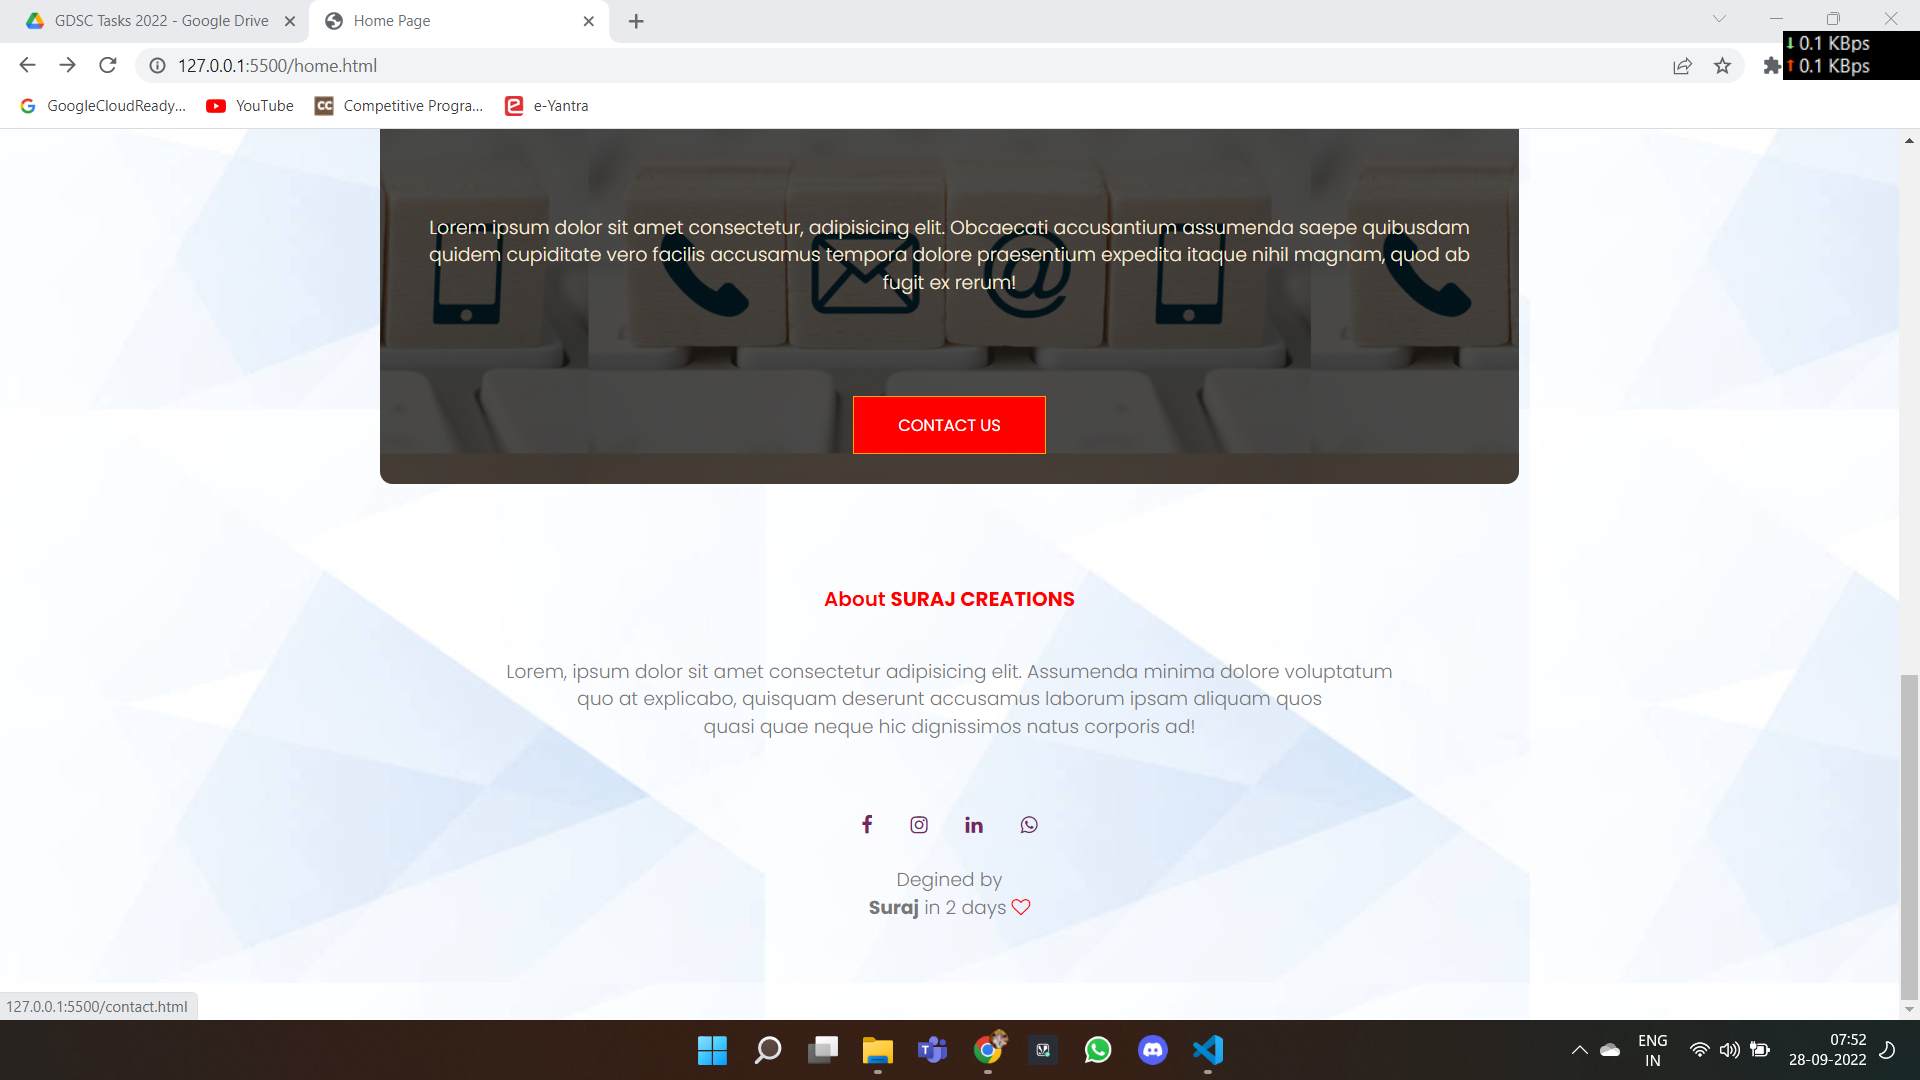 GDSC Tasks 2022 - Google Drive
Home Page
0.1 KBps
0.1 KBps
127.0.0.1:5500/home.html
GoogleCloudReady...
YouTube
CC
Competitive Progra...
e-Yantra
Lorem ipsum dolor sit amet consectetur, adipisicing elit. Obcaecati accusantium assumenda saepe quibusdam
quidem cupiditate vero facilis accusamus tempora dolore praesentium expedita itaque nihil magnam, quod ab
fugit ex rerum!
CONTACT US
About SURAJ CREATIONS
Lorem, ipsum dolor sit amet consectetur adipisicing elit. Assumenda minima dolore voluptatum
quo at explicabo, quisquam deserunt accusamus laborum ipsam aliquam quos
quasi quae neque hic dignissimos natus corporis ad!
Degined by
Suraj in 2 days
127.0.0.1:5500/contact.html
ENG
IN
07:52
28-09-2022